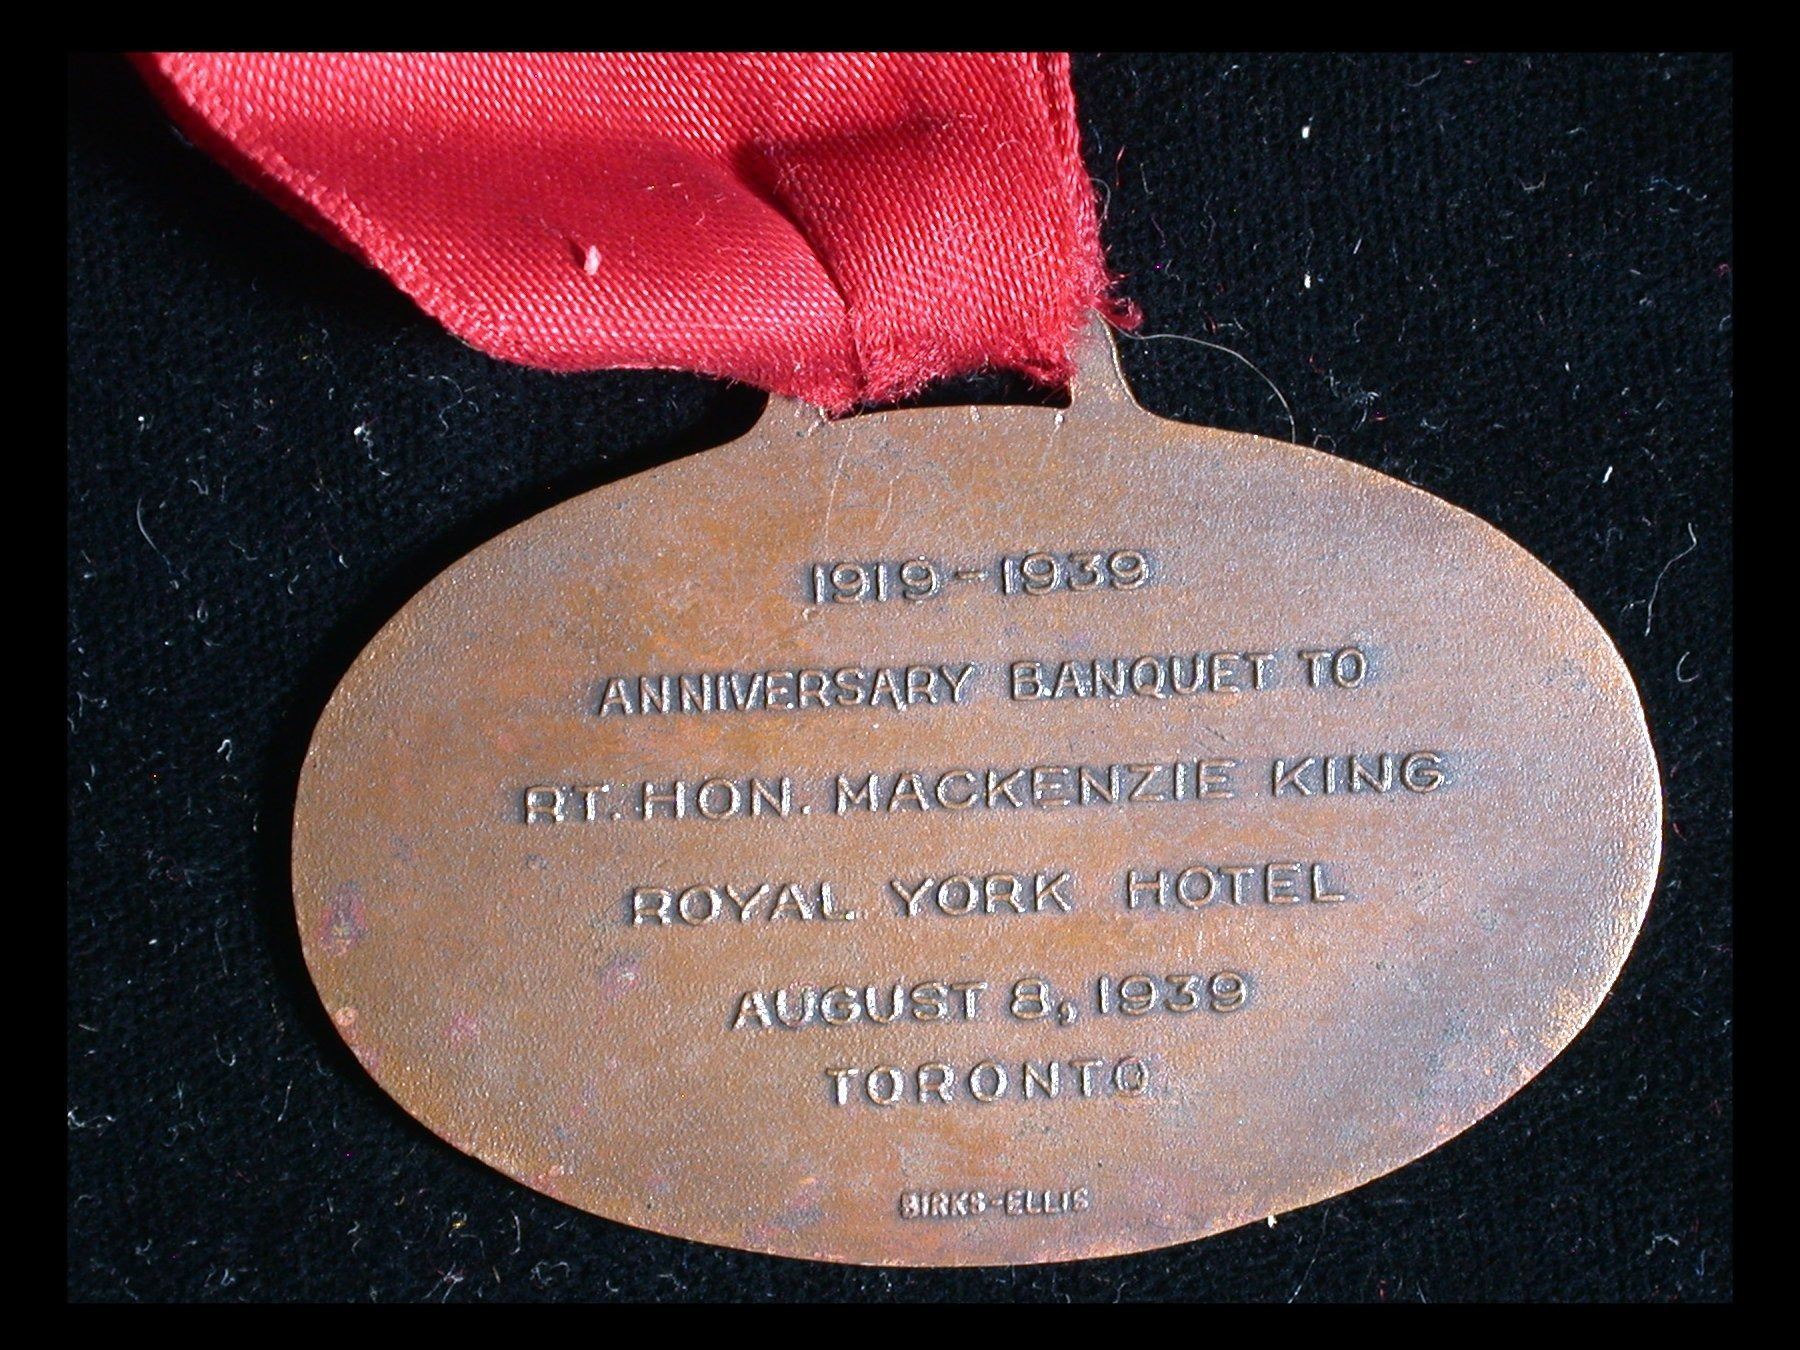 1919-1939
ANNIVERSARY BANQUET TO
RT. HON. MACKENZIE KING
ROYAL YORK HOTEL
AUGUST 8, 1939
TORONTO
BIRKS-ELLIS